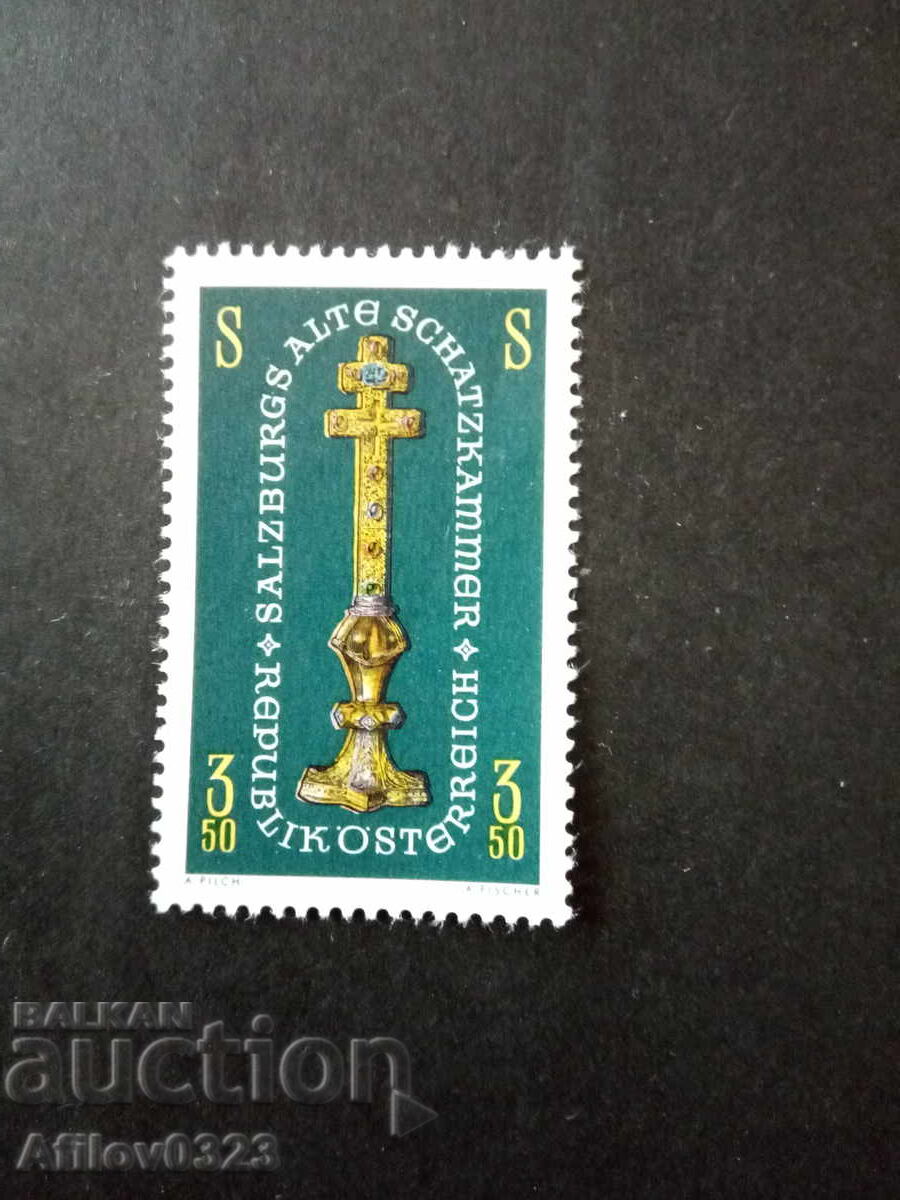 S S
SALZBURGS ALTE SCHATZKAMMER
REPUBLIK ÖSTERREICH
3 3
50 50
A. PILCH A. FISCHER
BALKAN
auction
Afilov0323